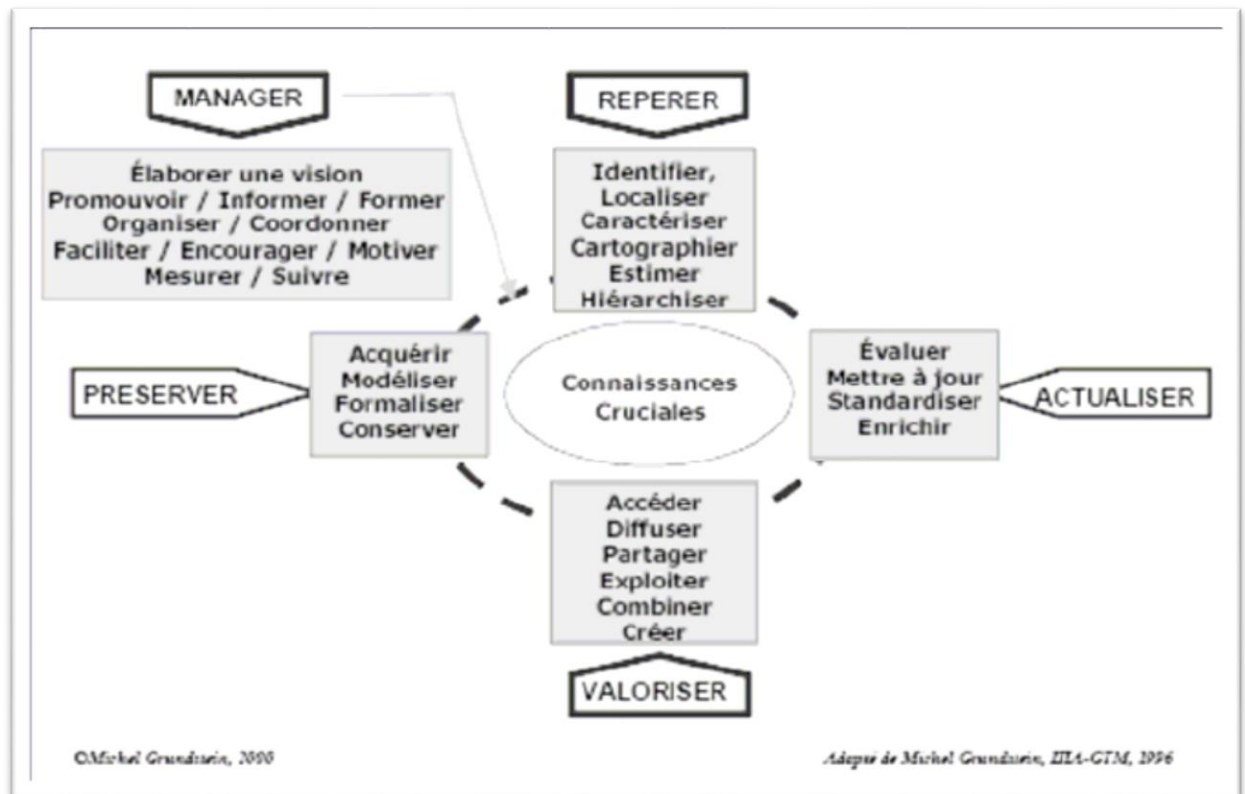 MANAGER
Élaborer une vision
Promouvoir / Informer / Former
Organiser / Coordonner
Faciliter / Encourager / Motiver
Mesurer / Suivre
REPERER
Identifier,
Localiser
Caractériser
Cartographier
Estimer
Hiérarchiser
PRESERVER
Acquérir
Modéliser
Formaliser
Conserver
Connaissances
Cruciales
Évaluer
Mettre à jour
Standardiser
Enrichir
ACTUALISER
Accéder
Diffuser
Partager
Exploiter
Combiner
Créer
VALORISER
©Michel Grundstein, 2000
Adapté de Michel Grundstein, IIIA-GTM, 1996